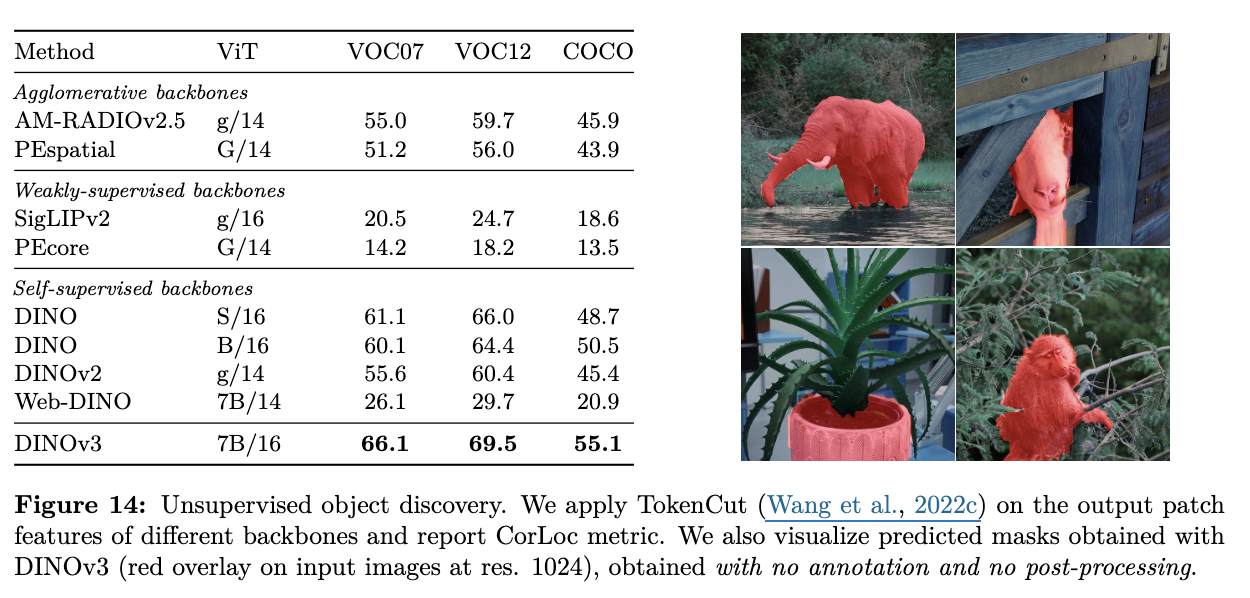 Method ViT VOC07 VOC12 COCO
Agglomerative backbones
AM-RADIOv2.5 g/14 55.0 59.7 45.9
PEspatial G/14 51.2 56.0 43.9
Weakly-supervised backbones
SigLIPv2 g/16 20.5 24.7 18.6
PEcore G/14 14.2 18.2 13.5
Self-supervised backbones
DINO S/16 61.1 66.0 48.7
DINO B/16 60.1 64.4 50.5
DINOv2 g/14 55.6 60.4 45.4
Web-DINO 7B/14 26.1 29.7 20.9
DINOv3 7B/16 66.1 69.5 55.1
Figure 14: Unsupervised object discovery. We apply TokenCut (Wang et al., 2022c) on the output patch
features of different backbones and report CorLoc metric. We also visualize predicted masks obtained with
DINOv3 (red overlay on input images at res. 1024), obtained with no annotation and no post-processing.